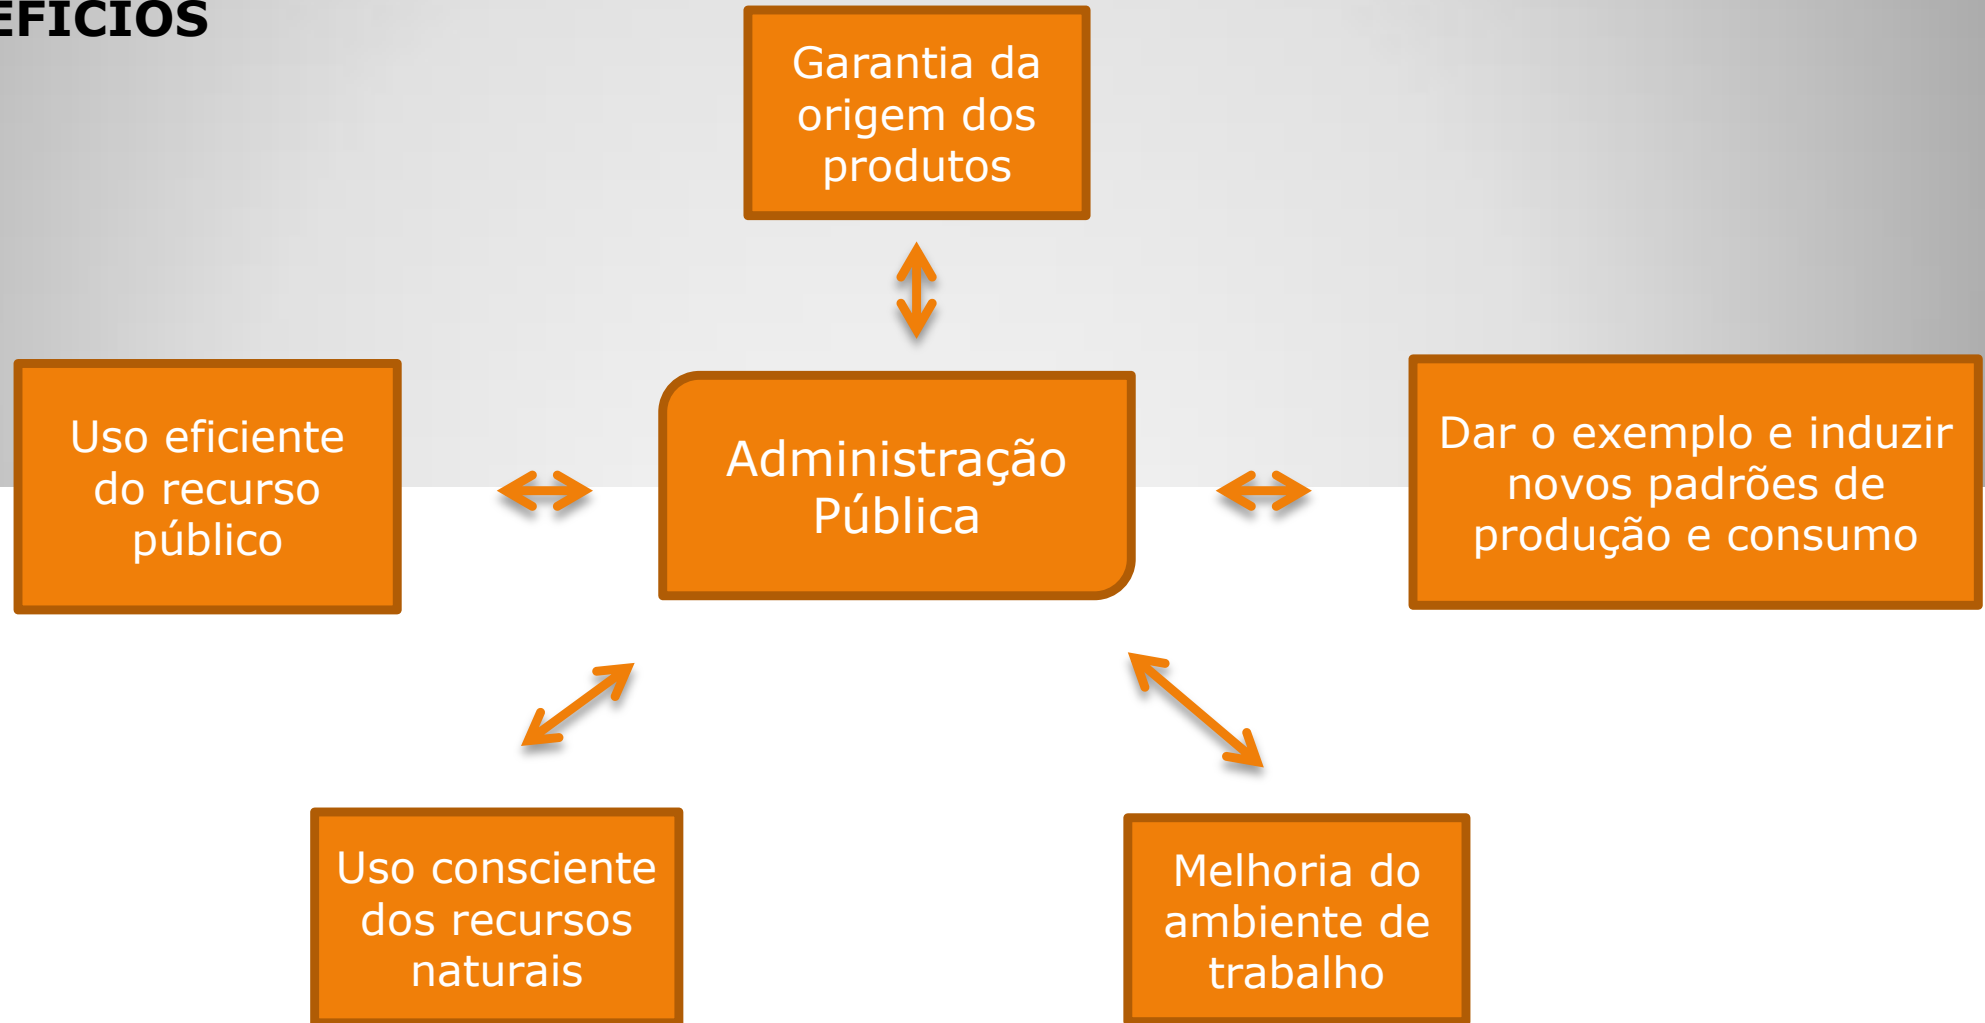 EFÍCIOS
Garantia da
origem dos
produtos
Uso eficiente
do recurso
público
Administração
Pública
Dar o exemplo e induzir
novos padrões de
produção e consumo
Uso consciente
dos recursos
naturais
Melhoria do
ambiente de
trabalho